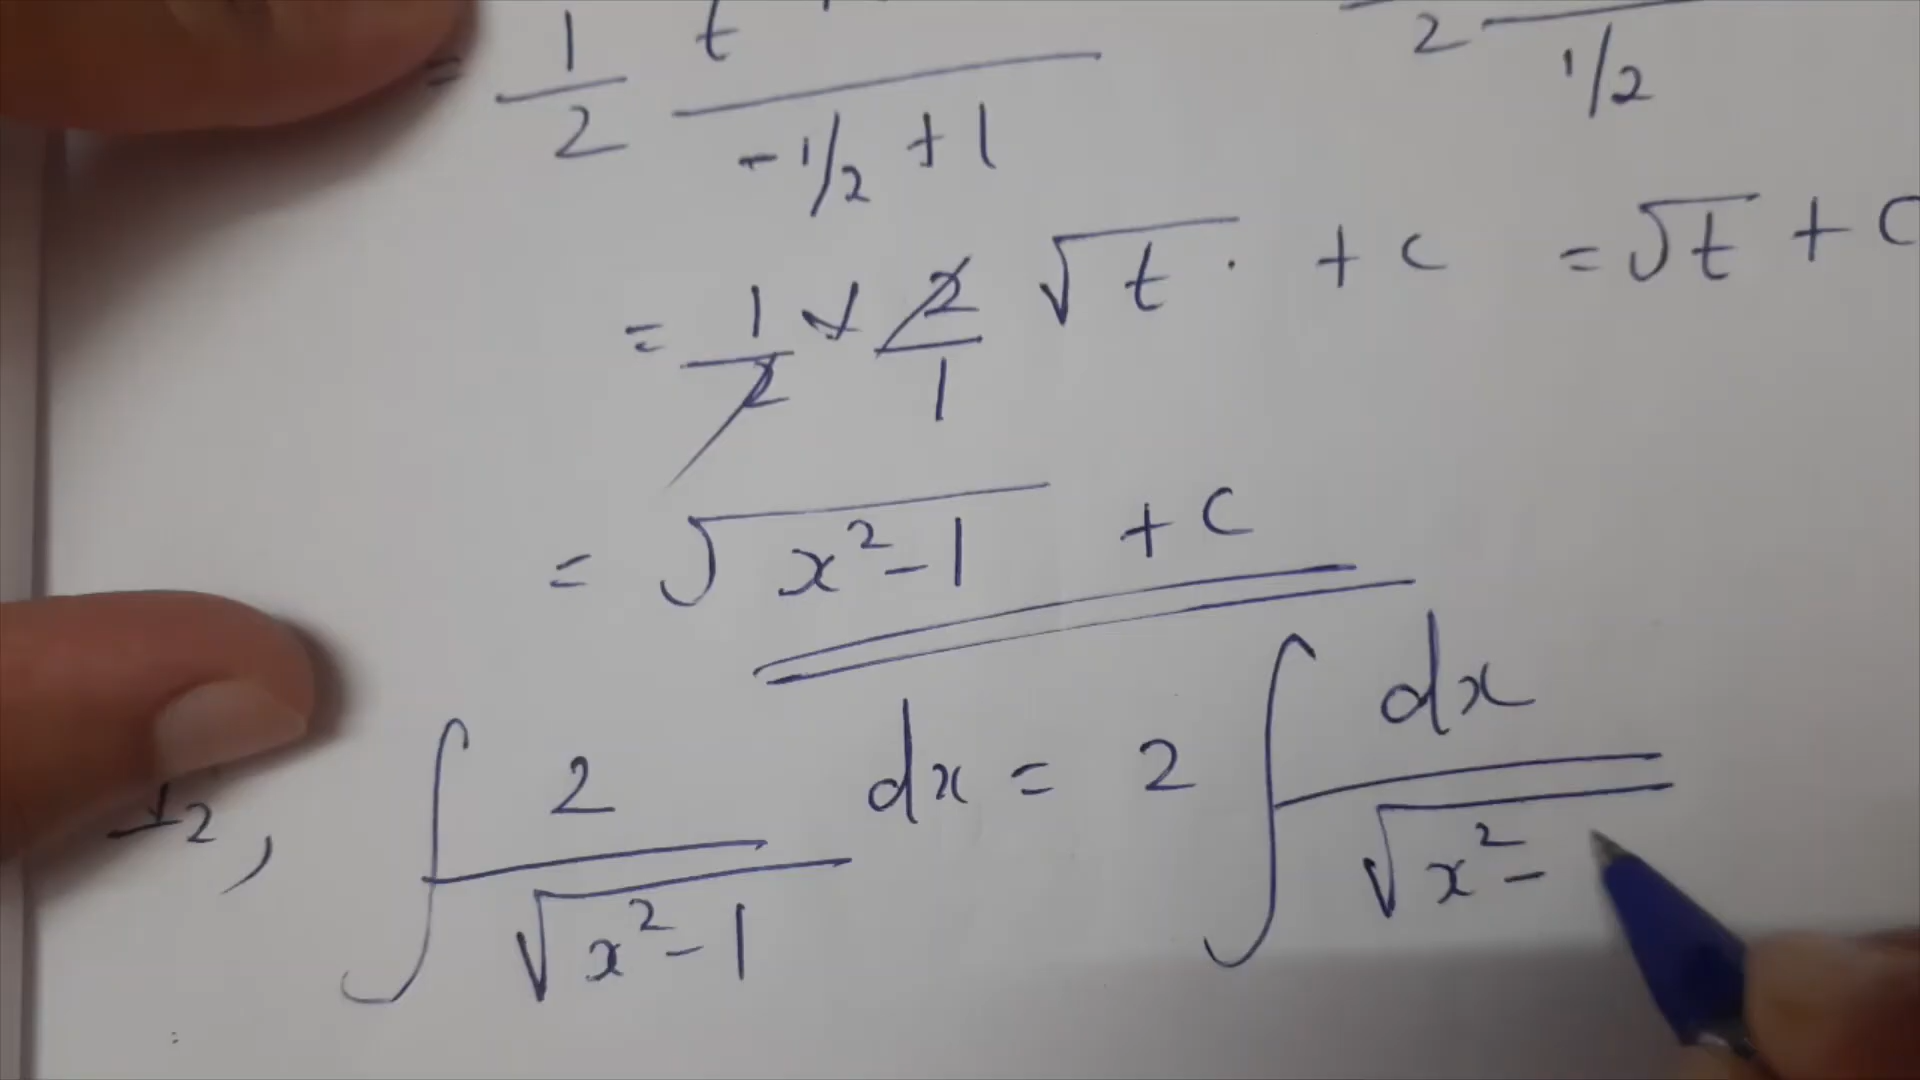 = 1/2 t / (-1/2 + 1)
2 / (1/2)
= 1/2 × 2/1 √t . + c = √t + C
= √(x² - 1) + c
I₂, ∫ 2/√(x² - 1) dx = 2 ∫ dx/√(x² -